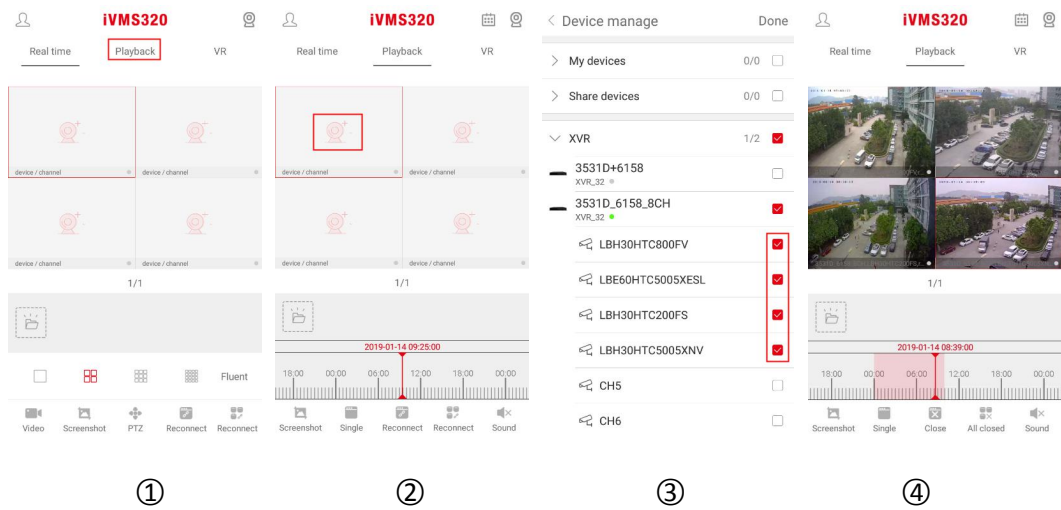 iVMS320
Real time Playback VR
device / channel device / channel
device / channel device / channel
1/1
Fluent
Video Screenshot PTZ Reconnect Reconnect
①
iVMS320
Real time Playback VR
device / channel device / channel
device / channel device / channel
1/1
2019-01-14 09:25:00
18:00 00:00 06:00 12:00 18:00 00:00
Screenshot Single Reconnect Reconnect Sound
②
Device manage Done
My devices 0/0
Share devices 0/0
XVR 1/2
3531D+6158
XVR_32
3531D_6158_8CH
XVR_32
LBH30HTC800FV
LBE60HTC5005XESL
LBH30HTC200FS
LBH30HTC5005XNV
CH5
CH6
③
iVMS320
Real time Playback VR
1/1
2019-01-14 08:39:00
18:00 00:00 06:00 12:00 18:00 00:00
Screenshot Single Close All closed Sound
④